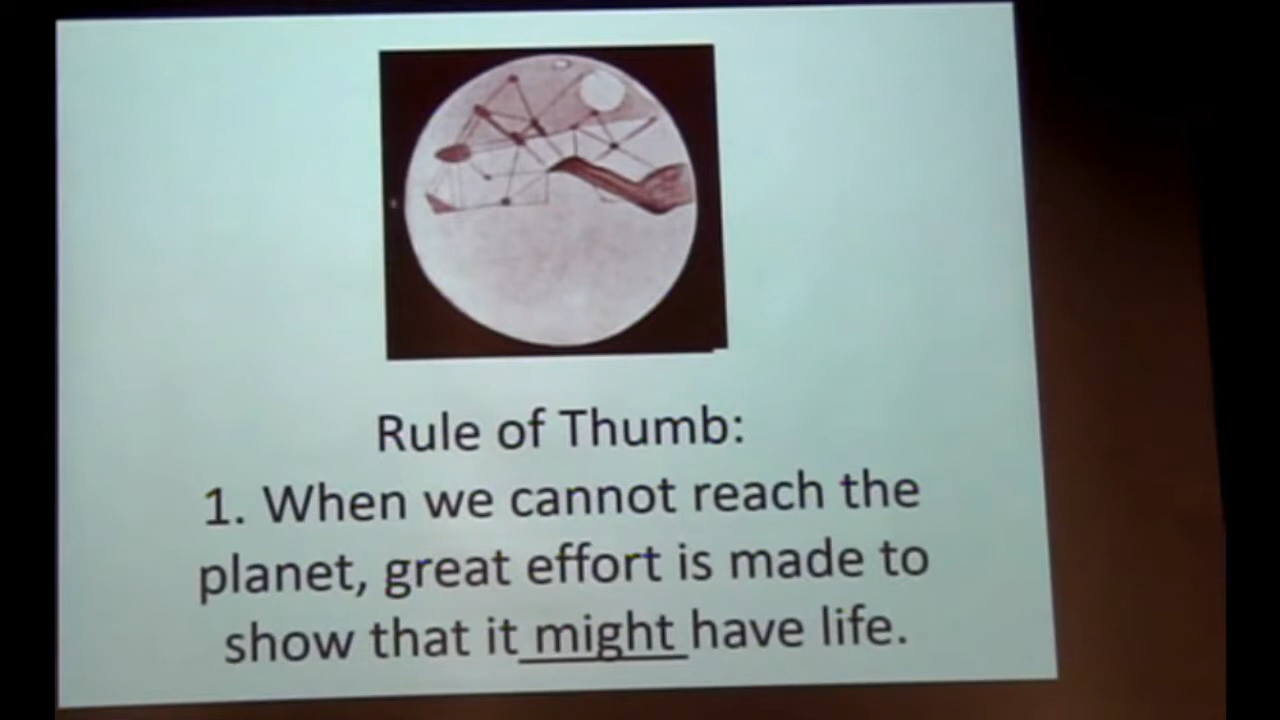 Rule of Thumb:
1. When we cannot reach the
planet, great effort is made to
show that it might have life.